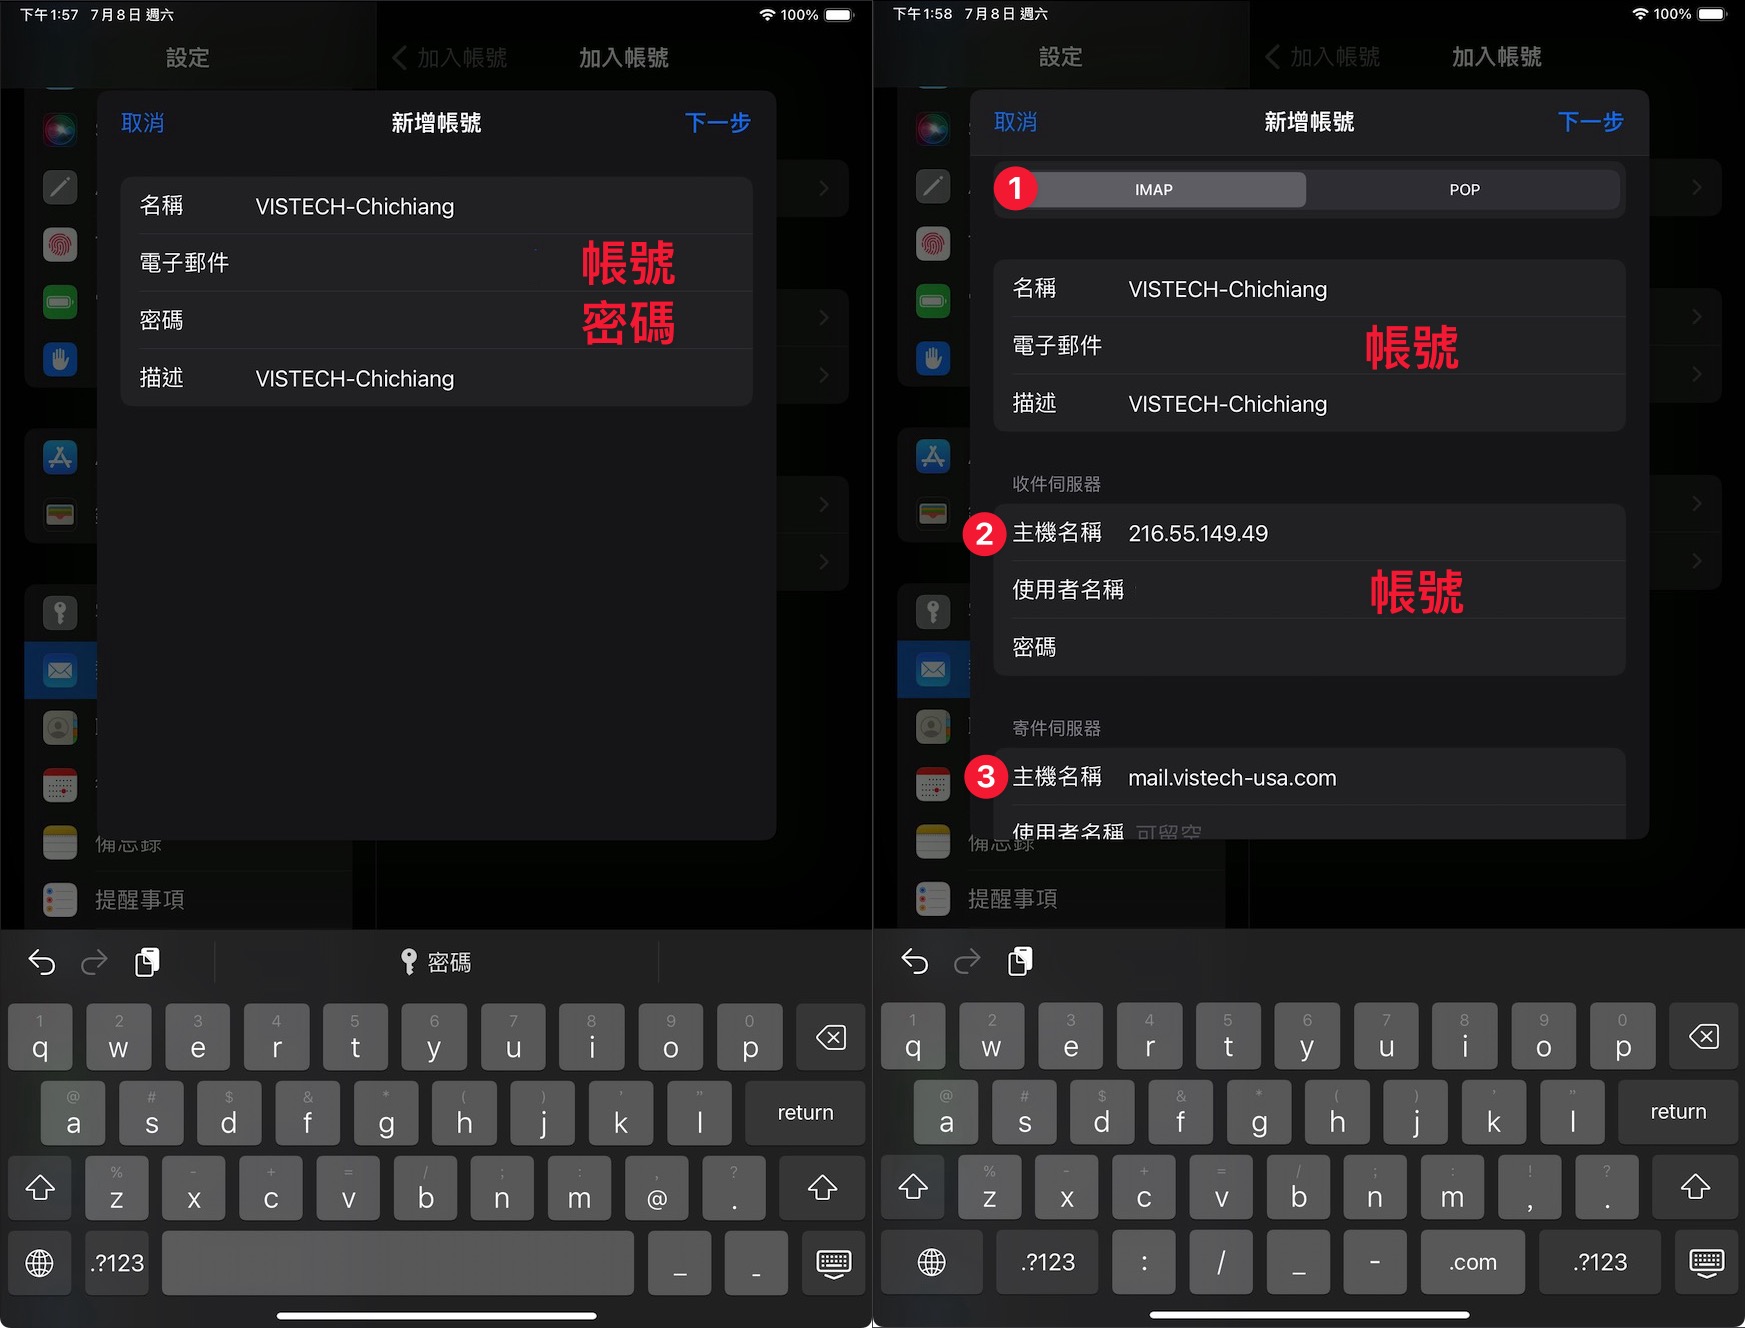 下午1:57 7月8日 週六
100%
設定
加入帳號
加入帳號
取消
新增帳號
下一步
名稱 VISTECH-Chichiang
電子郵件 帳號
密碼 密碼
描述 VISTECH-Chichiang
備忘錄
提醒事項
密碼
1 2 3 4 5 6 7 8 9 0
q w e r t y u i o p
@ # $ & * ( ) ' "
a s d f g h j k l return
% - + = / ; : , ?
z x c v b n m @ .
.?123 _ -
下午1:58 7月8日 週六
100%
設定
加入帳號
加入帳號
取消
新增帳號
下一步
1 IMAP POP
名稱 VISTECH-Chichiang
電子郵件 帳號
描述 VISTECH-Chichiang
收件伺服器
2 主機名稱 216.55.149.49
使用者名稱 帳號
密碼
寄件伺服器
3 主機名稱 mail.vistech-usa.com
使用者名稱 可留空
備忘錄
提醒事項
1 2 3 4 5 6 7 8 9 0
q w e r t y u i o p
@ # $ & * ( ) ' "
a s d f g h j k l return
% - + = / ; : ! ?
z x c v b n m , .
.?123 : / _ - .com .?123